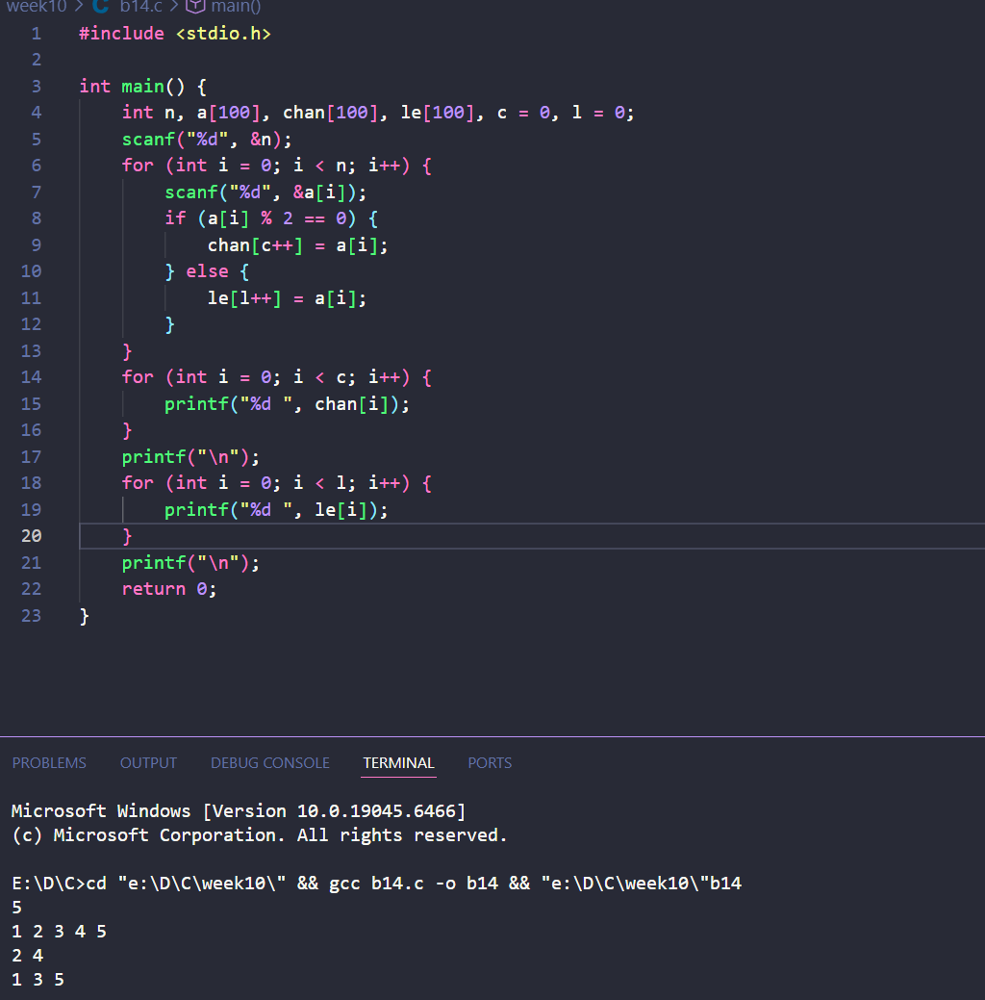 week10 > C b14.c > main()
1 #include <stdio.h>
2
3 int main() {
4     int n, a[100], chan[100], le[100], c = 0, l = 0;
5     scanf("%d", &n);
6     for (int i = 0; i < n; i++) {
7         scanf("%d", &a[i]);
8         if (a[i] % 2 == 0) {
9             chan[c++] = a[i];
10         } else {
11             le[l++] = a[i];
12         }
13     }
14     for (int i = 0; i < c; i++) {
15         printf("%d ", chan[i]);
16     }
17     printf("\n");
18     for (int i = 0; i < l; i++) {
19         printf("%d ", le[i]);
20     }
21     printf("\n");
22     return 0;
23 }
PROBLEMS OUTPUT DEBUG CONSOLE TERMINAL PORTS
Microsoft Windows [Version 10.0.19045.6466]
(c) Microsoft Corporation. All rights reserved.
E:\D\C>cd "e:\D\C\week10\" && gcc b14.c -o b14 && "e:\D\C\week10\"b14
5
1 2 3 4 5
2 4
1 3 5